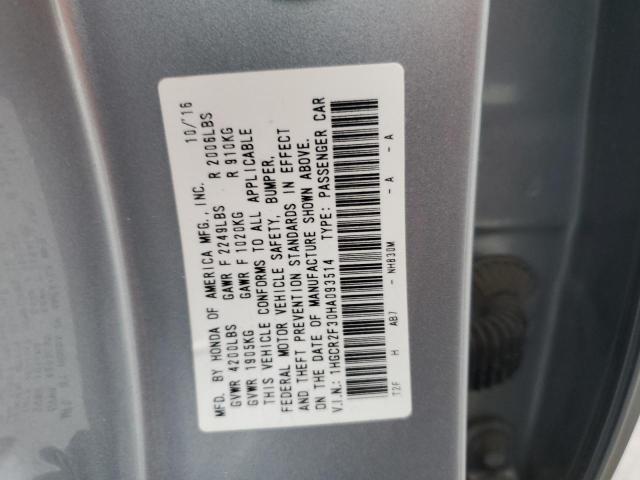 MFD. BY HONDA OF AMERICA MFG., INC. 10/'16
GVWR 4200LBS GAWR F 2249LBS R 2006LBS
GVWR 1905KG GAWR F 1020KG R 910KG
THIS VEHICLE CONFORMS TO ALL APPLICABLE
FEDERAL MOTOR VEHICLE SAFETY, BUMPER,
AND THEFT PREVENTION STANDARDS IN EFFECT
ON THE DATE OF MANUFACTURE SHOWN ABOVE.
V.I.N.: 1HGCR2F30HA093514 TYPE: PASSENGER CAR
T2F H AB7 - NH830M - A - A